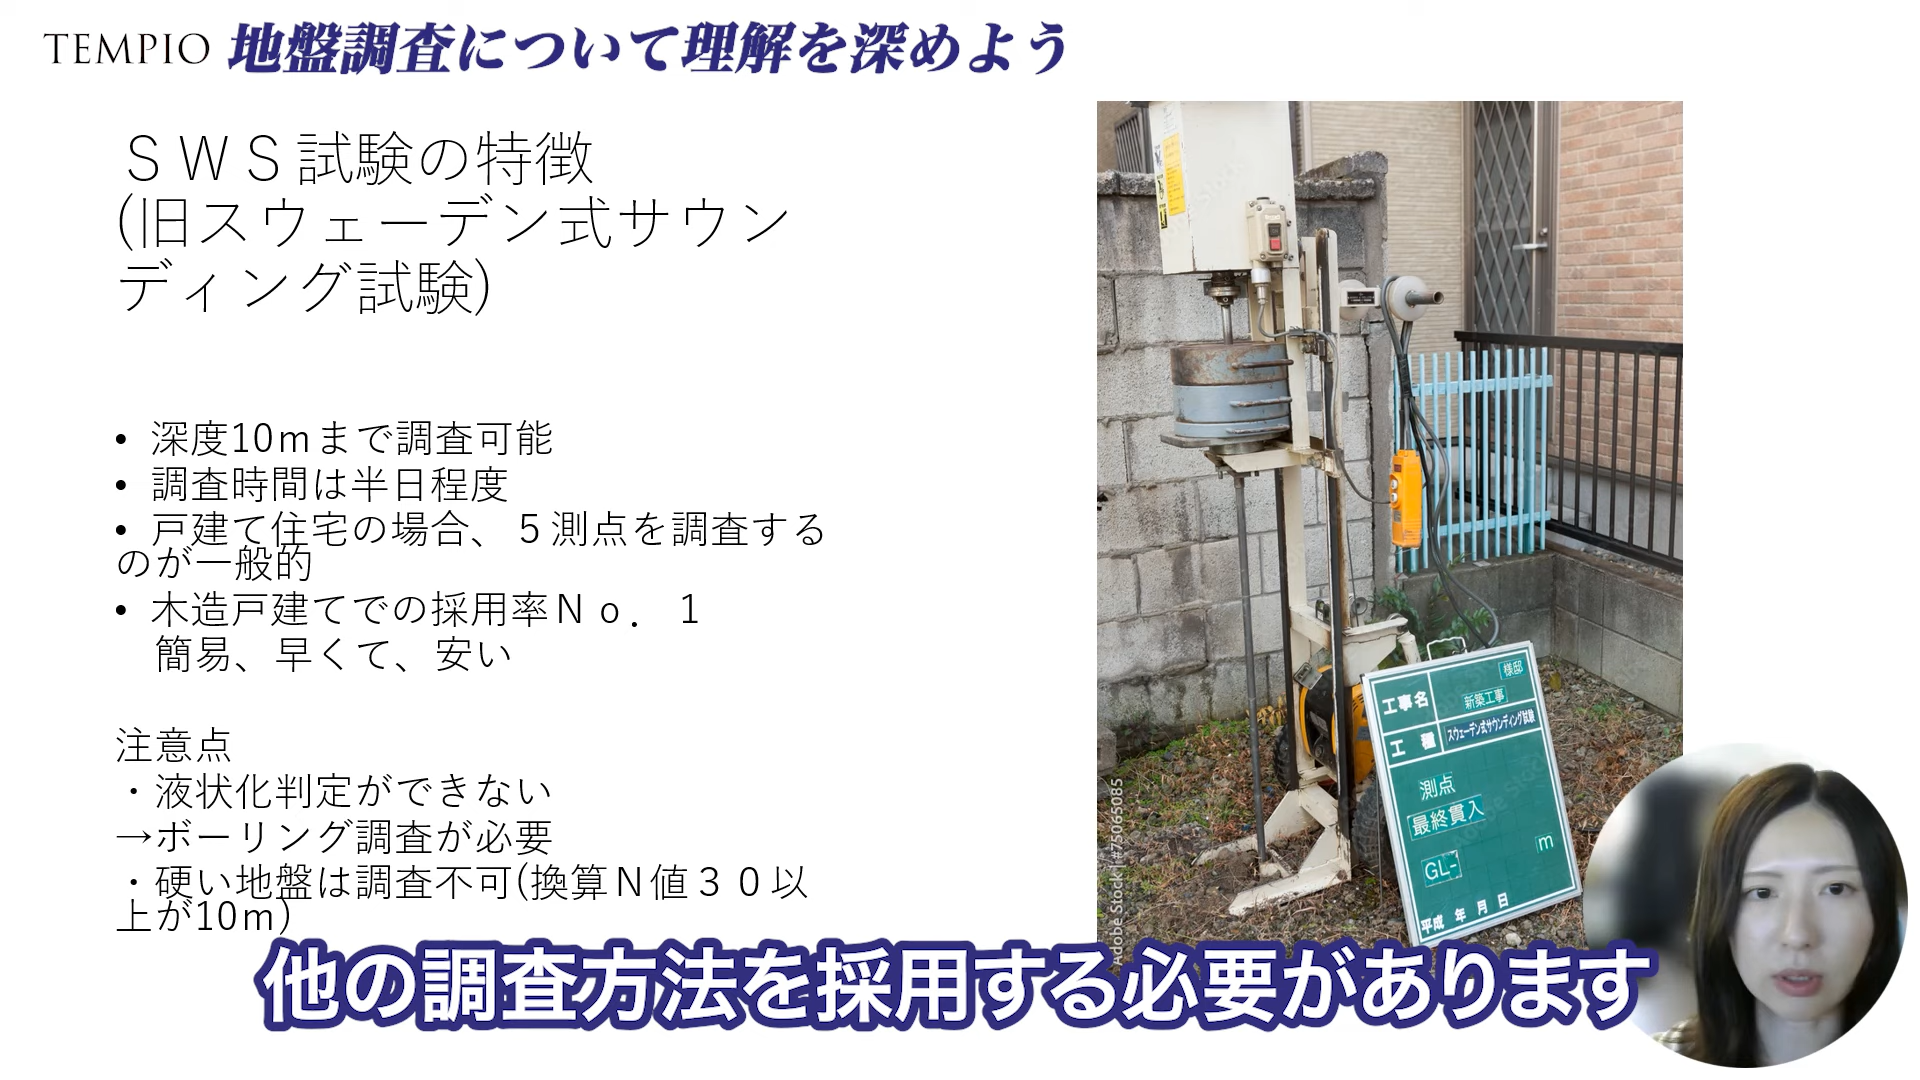 TEMPIO 地盤調査について理解を深めよう
ＳＷＳ試験の特徴
(旧スウェーデン式サウン
ディング試験)
• 深度10ｍまで調査可能
• 調査時間は半日程度
• 戸建て住宅の場合、５測点を調査する
のが一般的
• 木造戸建てでの採用率Ｎｏ．１
簡易、早くて、安い
注意点
・液状化判定ができない
→ボーリング調査が必要
・硬い地盤は調査不可(換算Ｎ値３０以
上が10ｍ)
様邸
工事名 新築工事
工種 スウェーデン式サウンディング試験
測点
最終貫入
GL- m
平成 年 月 日
Adobe Stock | #75065085
他の調査方法を採用する必要があります